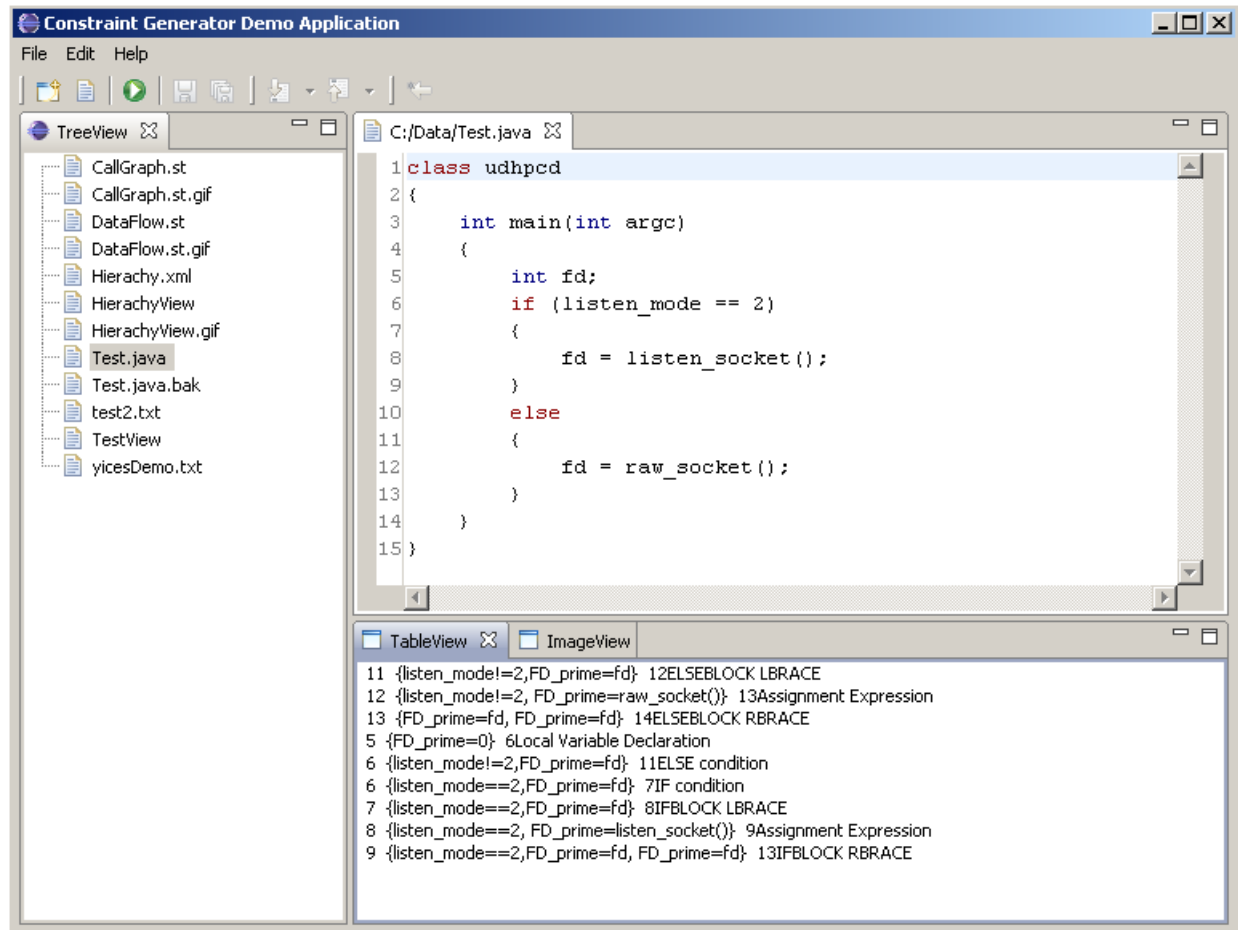 Constraint Generator Demo Application
File Edit Help
TreeView
CallGraph.st
CallGraph.st.gif
DataFlow.st
DataFlow.st.gif
Hierachy.xml
HierachyView
HierachyView.gif
Test.java
Test.java.bak
test2.txt
TestView
yicesDemo.txt
C:/Data/Test.java
1 class udhpcd
2 {
3 int main(int argc)
4 {
5 int fd;
6 if (listen_mode == 2)
7 {
8 fd = listen_socket();
9 }
10 else
11 {
12 fd = raw_socket();
13 }
14 }
15 }
TableView ImageView
11 {listen_mode!=2,FD_prime=fd} 12ELSEBLOCK LBRACE
12 {listen_mode!=2, FD_prime=raw_socket()} 13Assignment Expression
13 {FD_prime=fd, FD_prime=fd} 14ELSEBLOCK RBRACE
5 {FD_prime=0} 6Local Variable Declaration
6 {listen_mode!=2,FD_prime=fd} 11ELSE condition
6 {listen_mode==2,FD_prime=fd} 7IF condition
7 {listen_mode==2,FD_prime=fd} 8IFBLOCK LBRACE
8 {listen_mode==2, FD_prime=listen_socket()} 9Assignment Expression
9 {listen_mode==2,FD_prime=fd, FD_prime=fd} 13IFBLOCK RBRACE